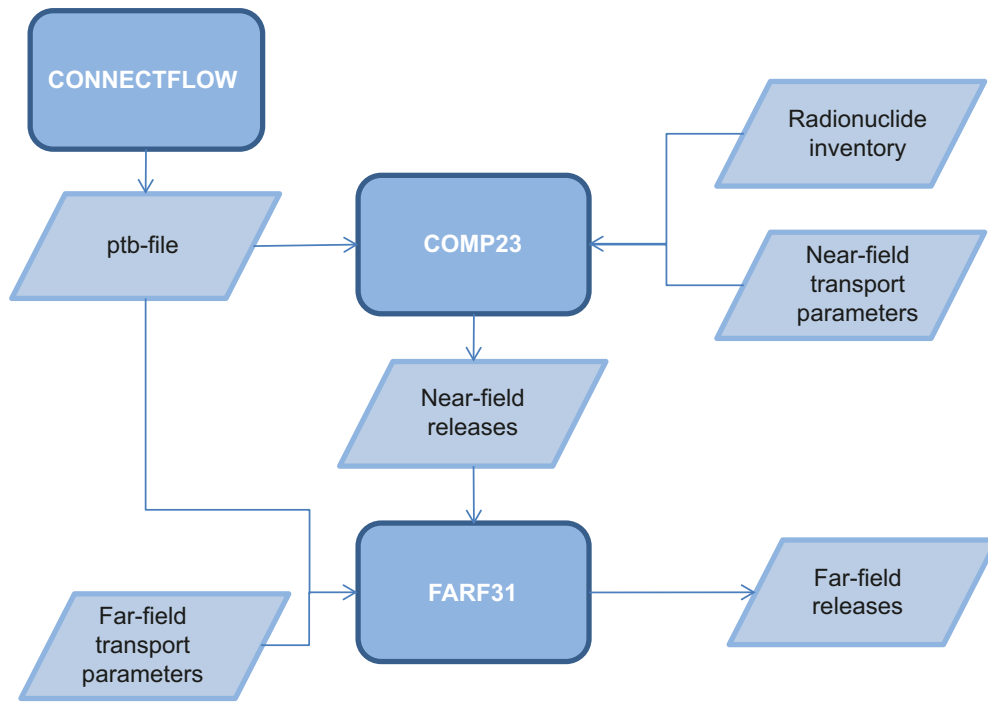 CONNECTFLOW
Radionuclide
inventory
ptb-file
COMP23
Near-field
transport
parameters
Near-field
releases
FARF31
Far-field
releases
Far-field
transport
parameters